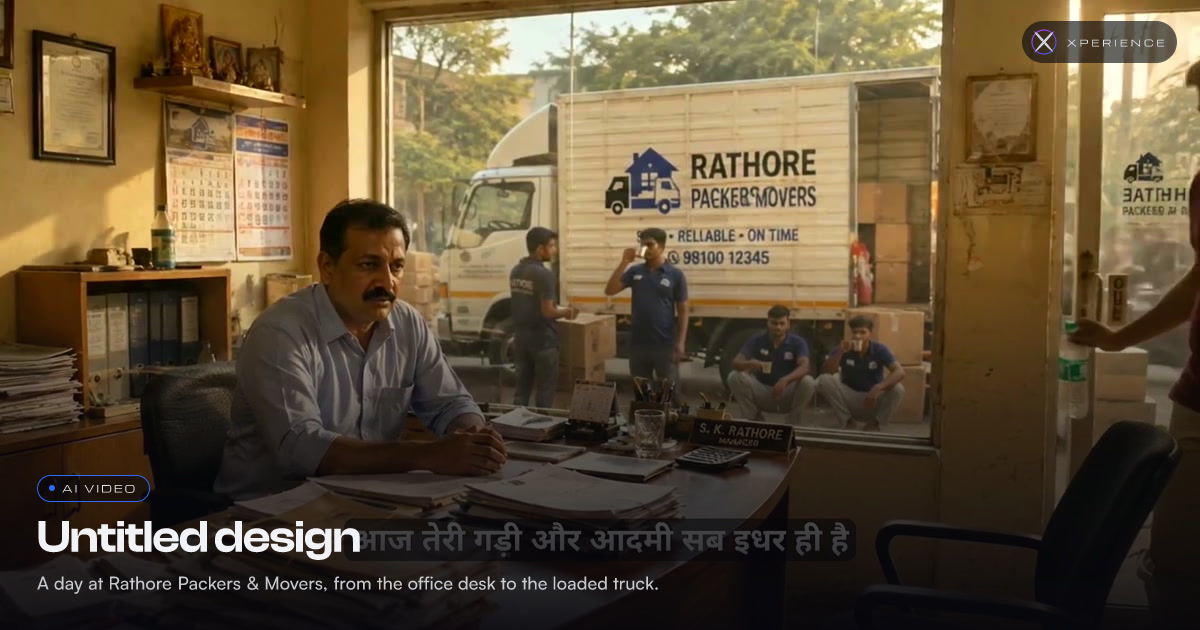 XPERIENCE
RATHORE
PACKERS MOVERS
• RELIABLE • ON TIME
98100 12345
PACKERS
S. K. RATHORE
MANAGER
AI VIDEO
Untitled design
आज तेरी गड़ी और आदमी सब इधर ही है
A day at Rathore Packers & Movers, from the office desk to the loaded truck.